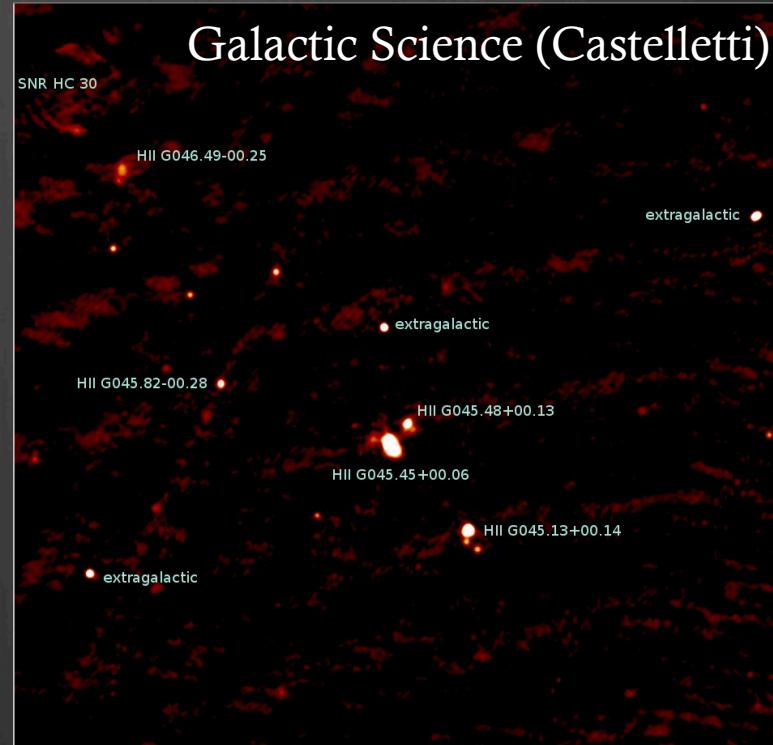 Galactic Science (Castelletti)
SNR HC 30
HII G046.49-00.25
extragalactic
extragalactic
HII G045.82-00.28
HII G045.48+00.13
HII G045.45+00.06
HII G045.13+00.14
extragalactic